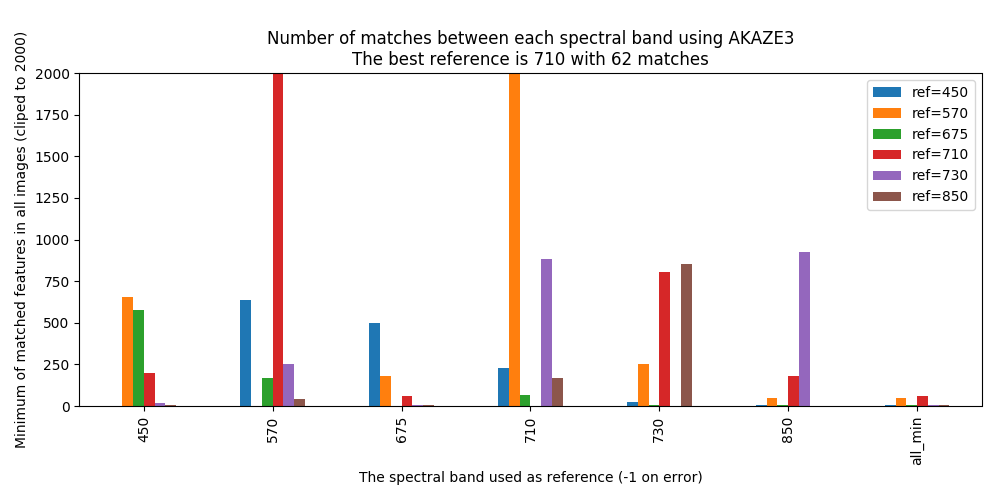 Number of matches between each spectral band using AKAZE3
The best reference is 710 with 62 matches
Minimum of matched features in all images (cliped to 2000)
2000
1750
1500
1250
1000
750
500
250
0
ref=450
ref=570
ref=675
ref=710
ref=730
ref=850
450
570
675
710
730
850
all_min
The spectral band used as reference (-1 on error)